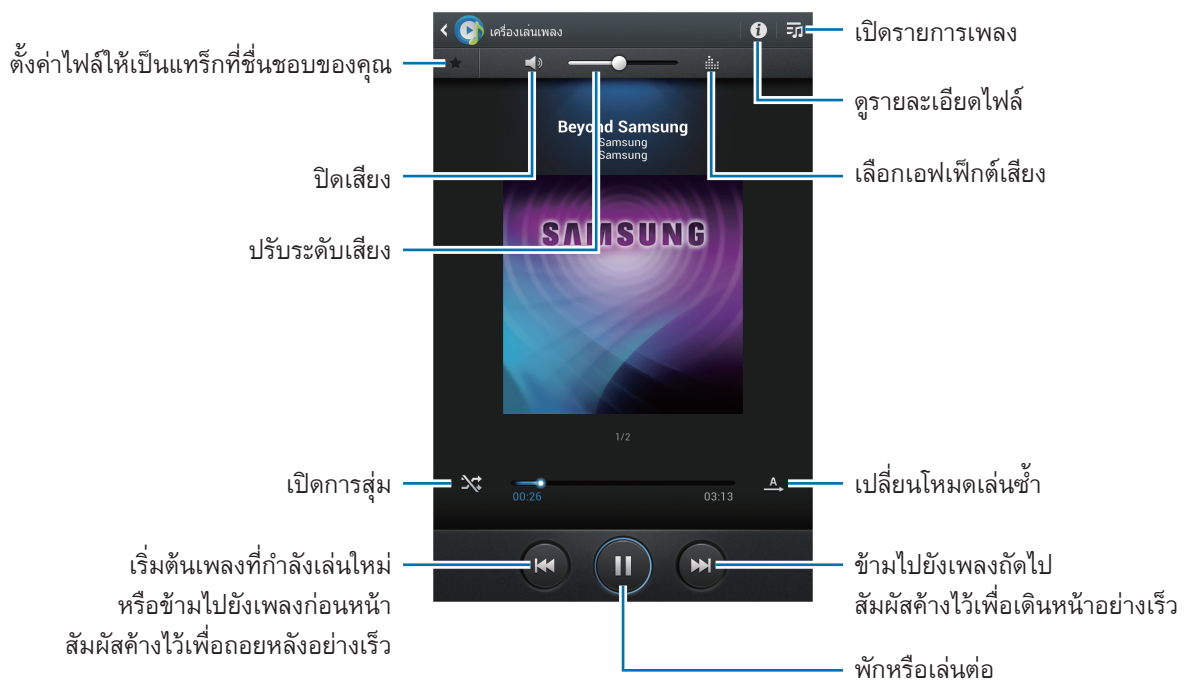 เครื่องเล่นเพลง
เปิดรายการเพลง
ตั้งค่าไฟล์ให้เป็นแทร็กที่ชื่นชอบของคุณ
ดูรายละเอียดไฟล์
Beyond Samsung
Samsung
Samsung
ปิดเสียง
เลือกเอฟเฟ็กต์เสียง
SAMSUNG
ปรับระดับเสียง
1/2
เปิดการสุ่ม
00:26
03:13
A
เปลี่ยนโหมดเล่นซ้ำ
เริ่มต้นเพลงที่กำลังเล่นใหม่
หรือข้ามไปยังเพลงก่อนหน้า
สัมผัสค้างไว้เพื่อถอยหลังอย่างเร็ว
ข้ามไปยังเพลงถัดไป
สัมผัสค้างไว้เพื่อเดินหน้าอย่างเร็ว
พักหรือเล่นต่อ